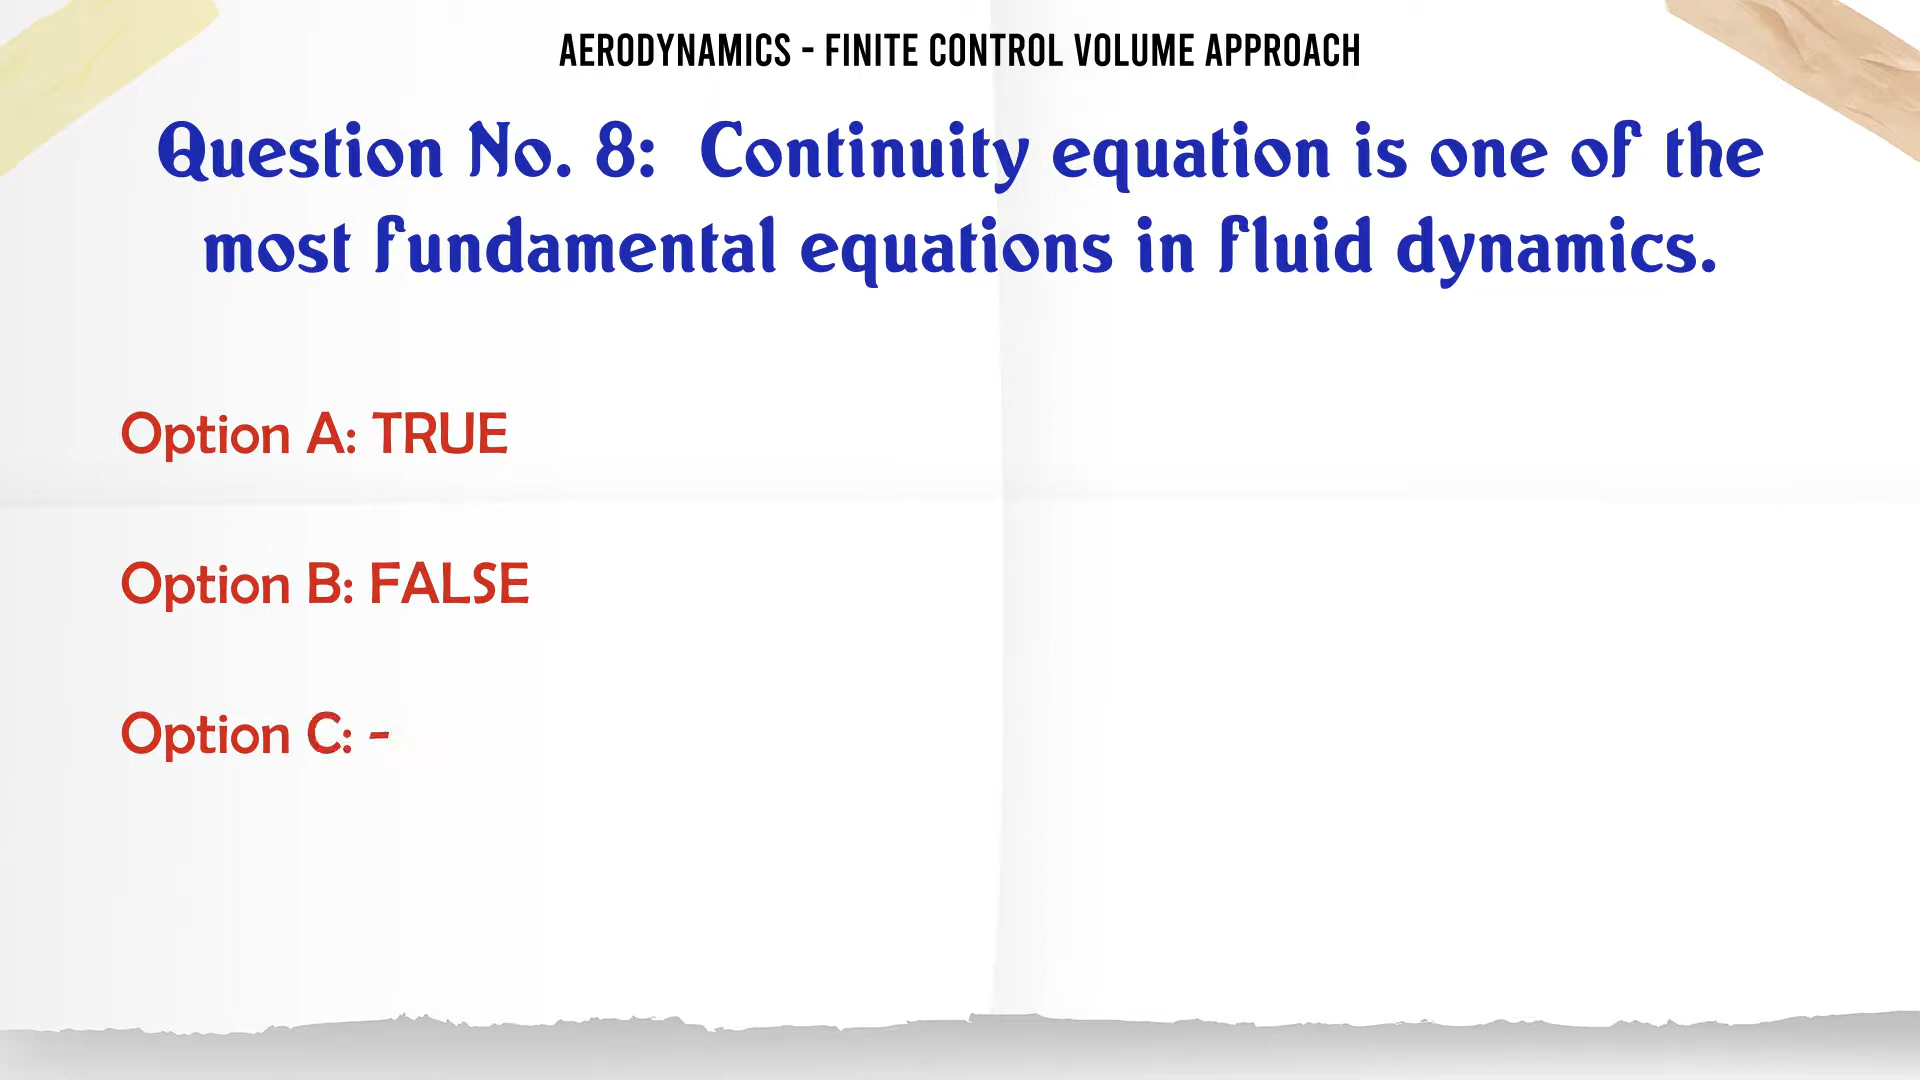 AERODYNAMICS - FINITE CONTROL VOLUME APPROACH
Question No. 8: Continuity equation is one of the
most fundamental equations in fluid dynamics.
Option A: TRUE
Option B: FALSE
Option C: -